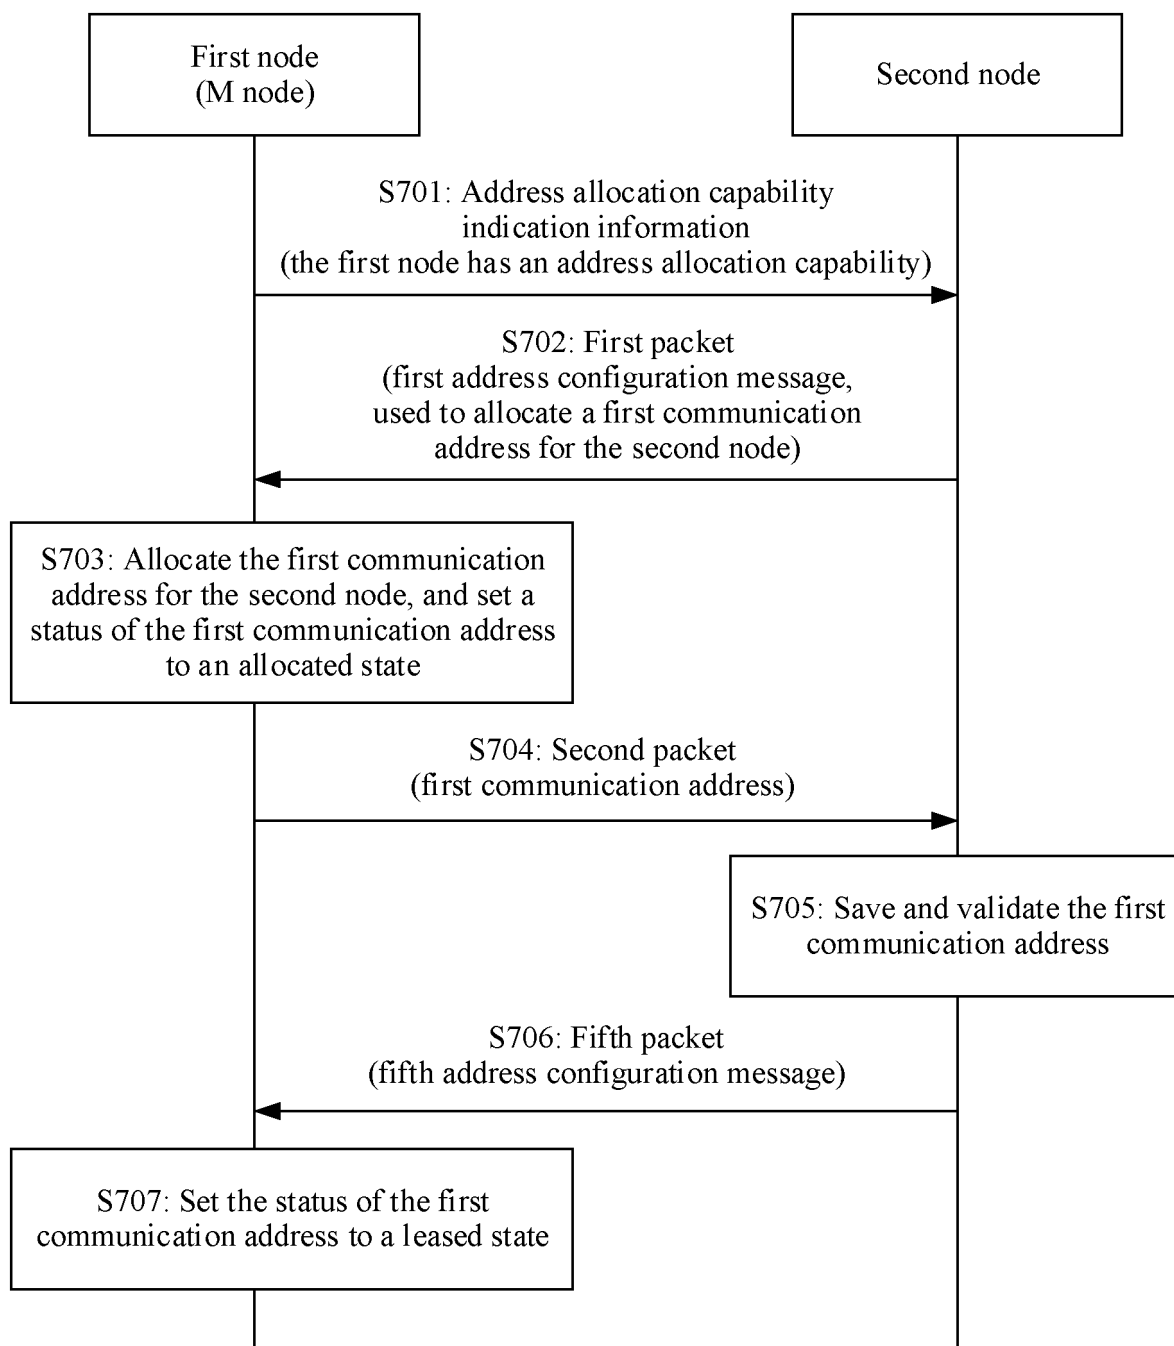 First node
(M node)
Second node
S701: Address allocation capability
indication information
(the first node has an address allocation capability)
S702: First packet
(first address configuration message,
used to allocate a first communication
address for the second node)
S703: Allocate the first communication
address for the second node, and set a
status of the first communication address
to an allocated state
S704: Second packet
(first communication address)
S705: Save and validate the first
communication address
S706: Fifth packet
(fifth address configuration message)
S707: Set the status of the first
communication address to a leased state